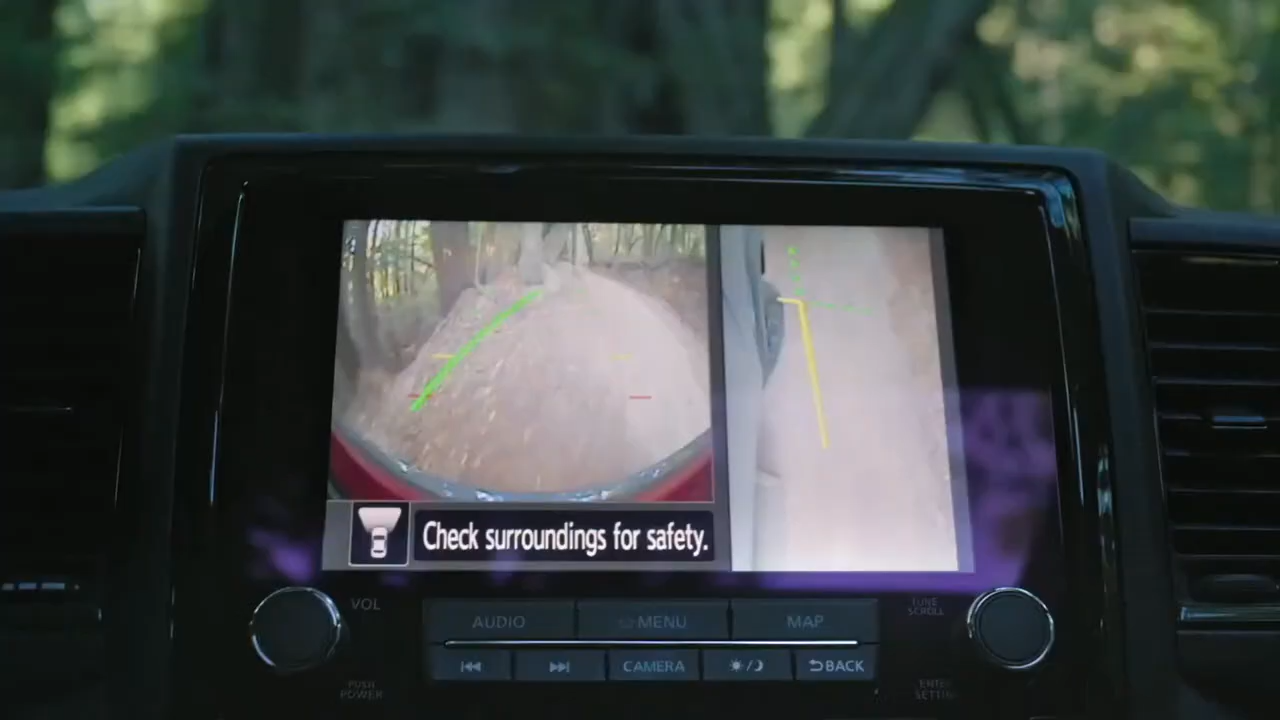 Check surroundings for safety.
VOL
TUNE
SCROLL
AUDIO
MENU
MAP
CAMERA
BACK
PUSH
POWER
ENTER
SETTING